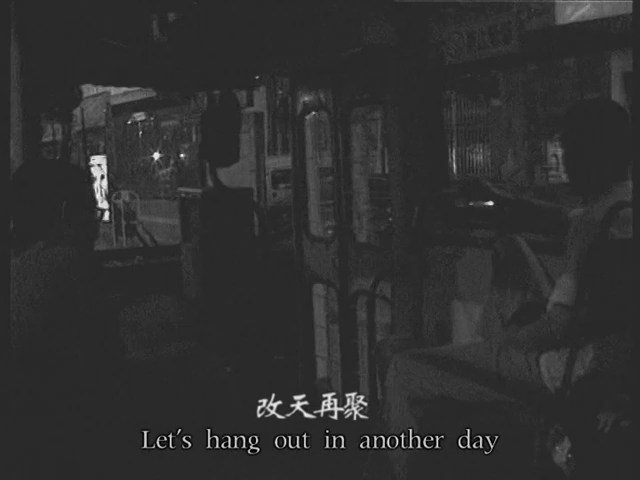 改天再聚
Let's hang out in another day